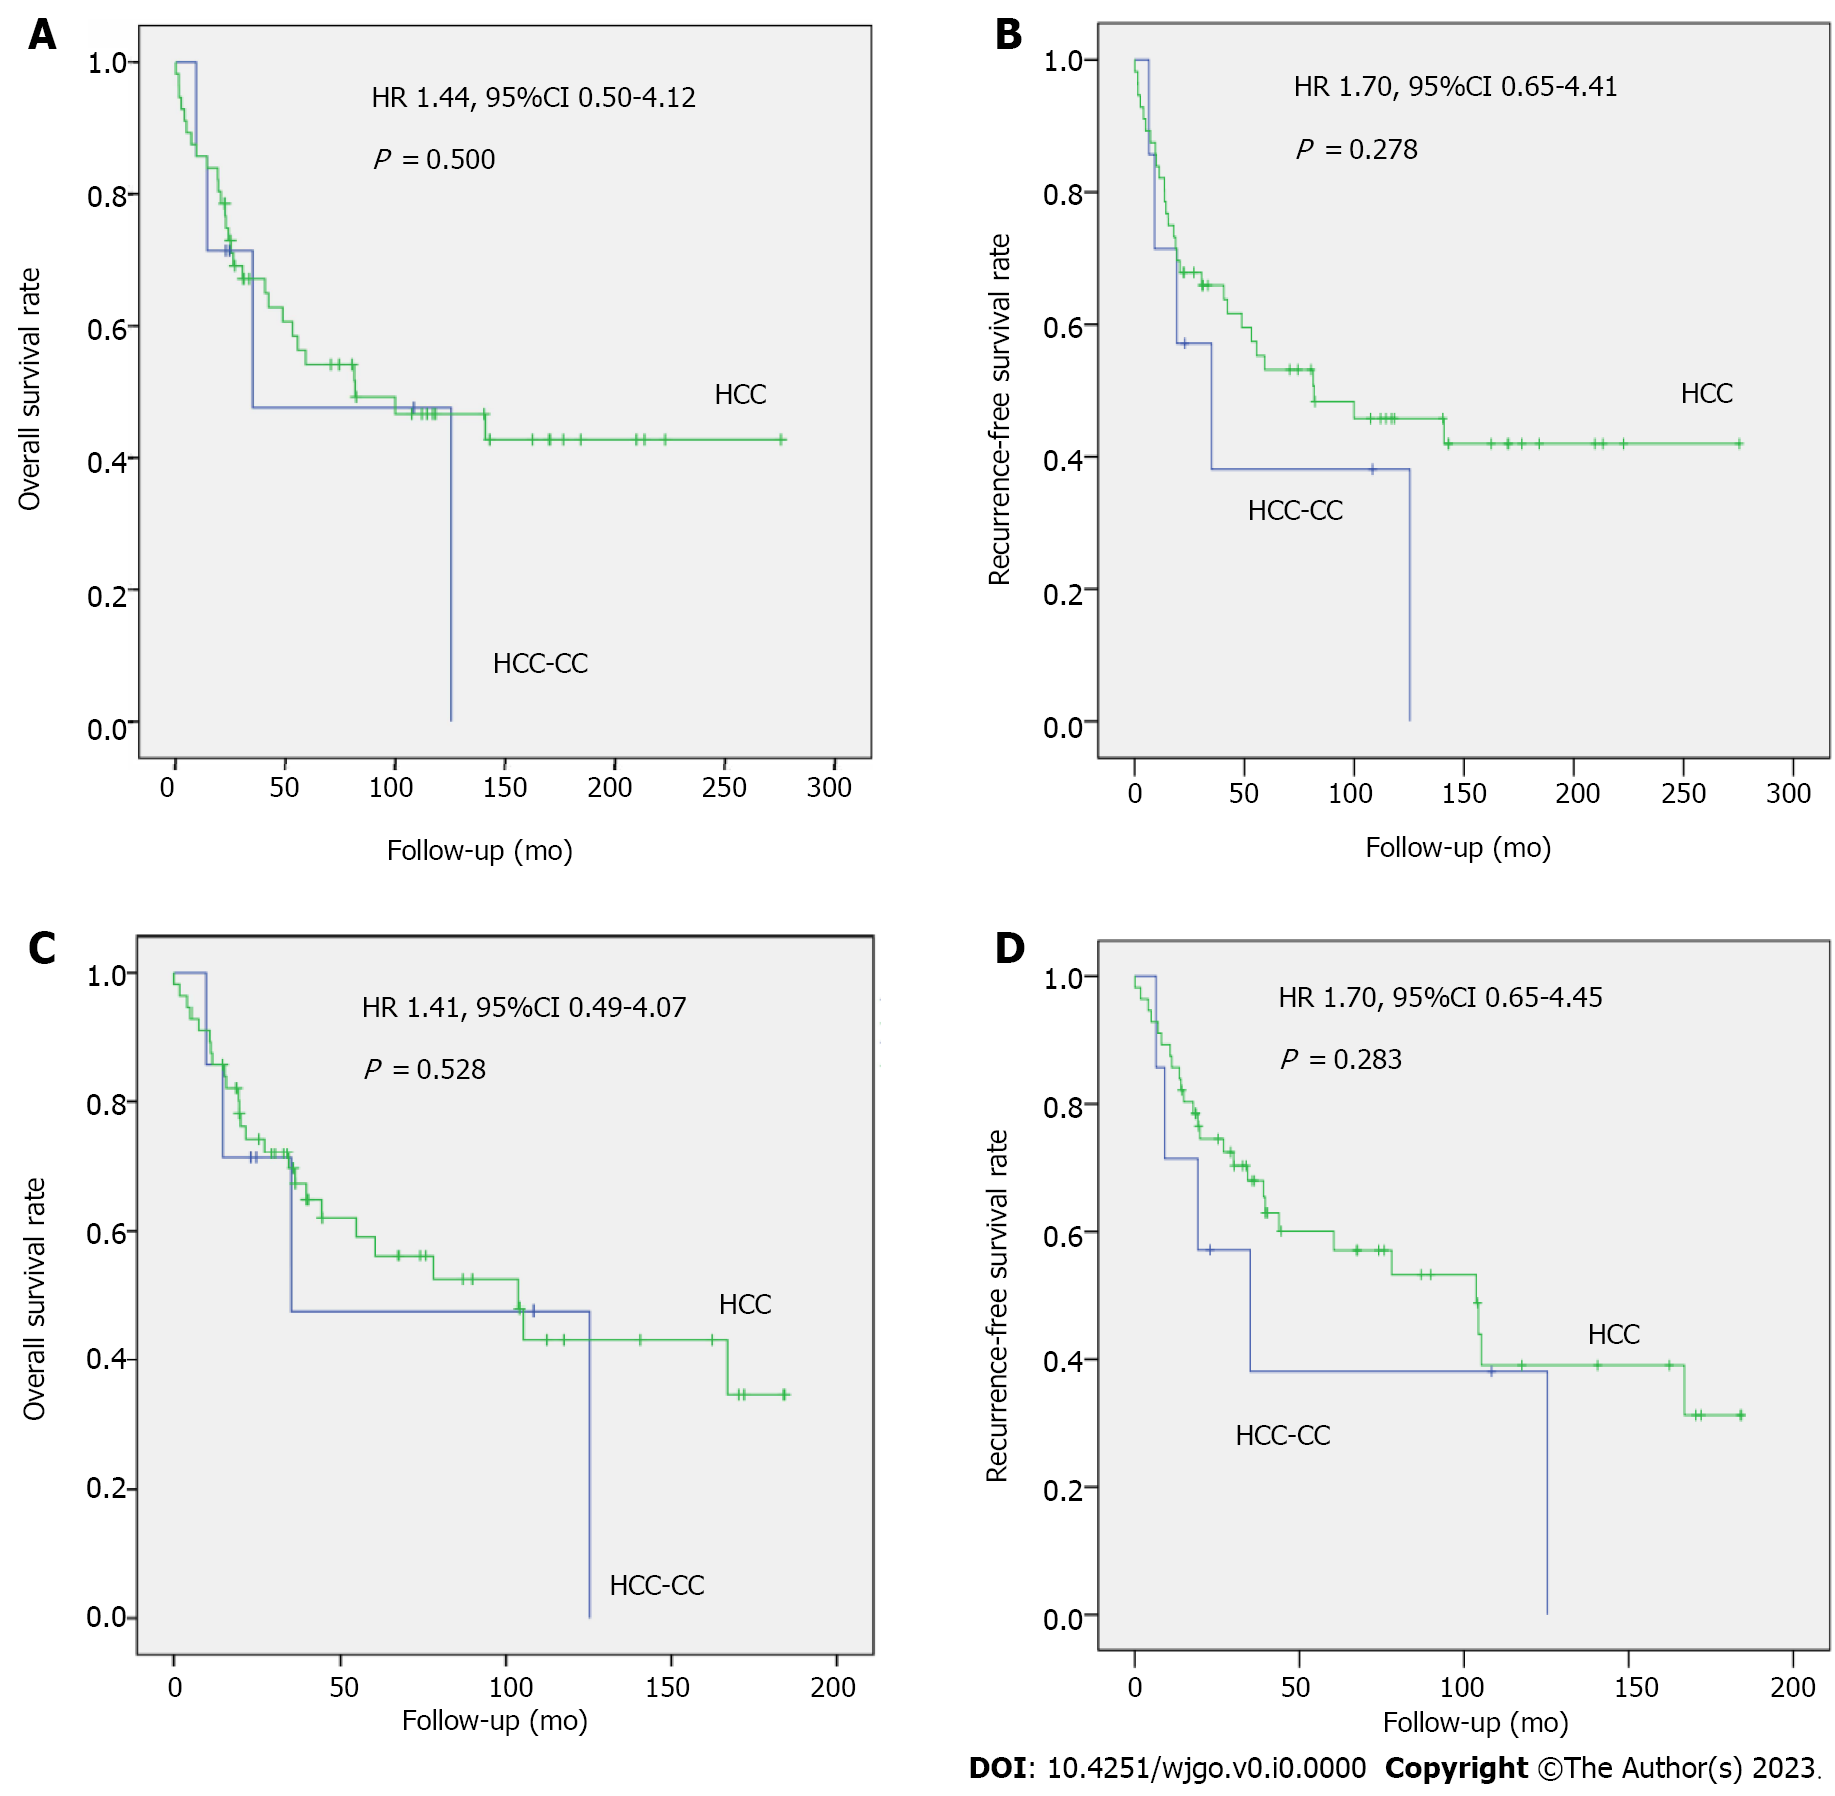 A
HR 1.44, 95%CI 0.50-4.12
P = 0.500
1.0
0.8
0.6
0.4
0.2
0.0
Overall survival rate
HCC
HCC-CC
0 50 100 150 200 250 300
Follow-up (mo)
B
HR 1.70, 95%CI 0.65-4.41
P = 0.278
1.0
0.8
0.6
0.4
0.2
0.0
Recurrence-free survival rate
HCC
HCC-CC
0 50 100 150 200 250 300
Follow-up (mo)
C
HR 1.41, 95%CI 0.49-4.07
P = 0.528
1.0
0.8
0.6
0.4
0.2
0.0
Overall survival rate
HCC
HCC-CC
0 50 100 150 200
Follow-up (mo)
D
HR 1.70, 95%CI 0.65-4.45
P = 0.283
1.0
0.8
0.6
0.4
0.2
0.0
Recurrence-free survival rate
HCC
HCC-CC
0 50 100 150 200
Follow-up (mo)
DOI: 10.4251/wjgo.v0.i0.0000 Copyright ©The Author(s) 2023.